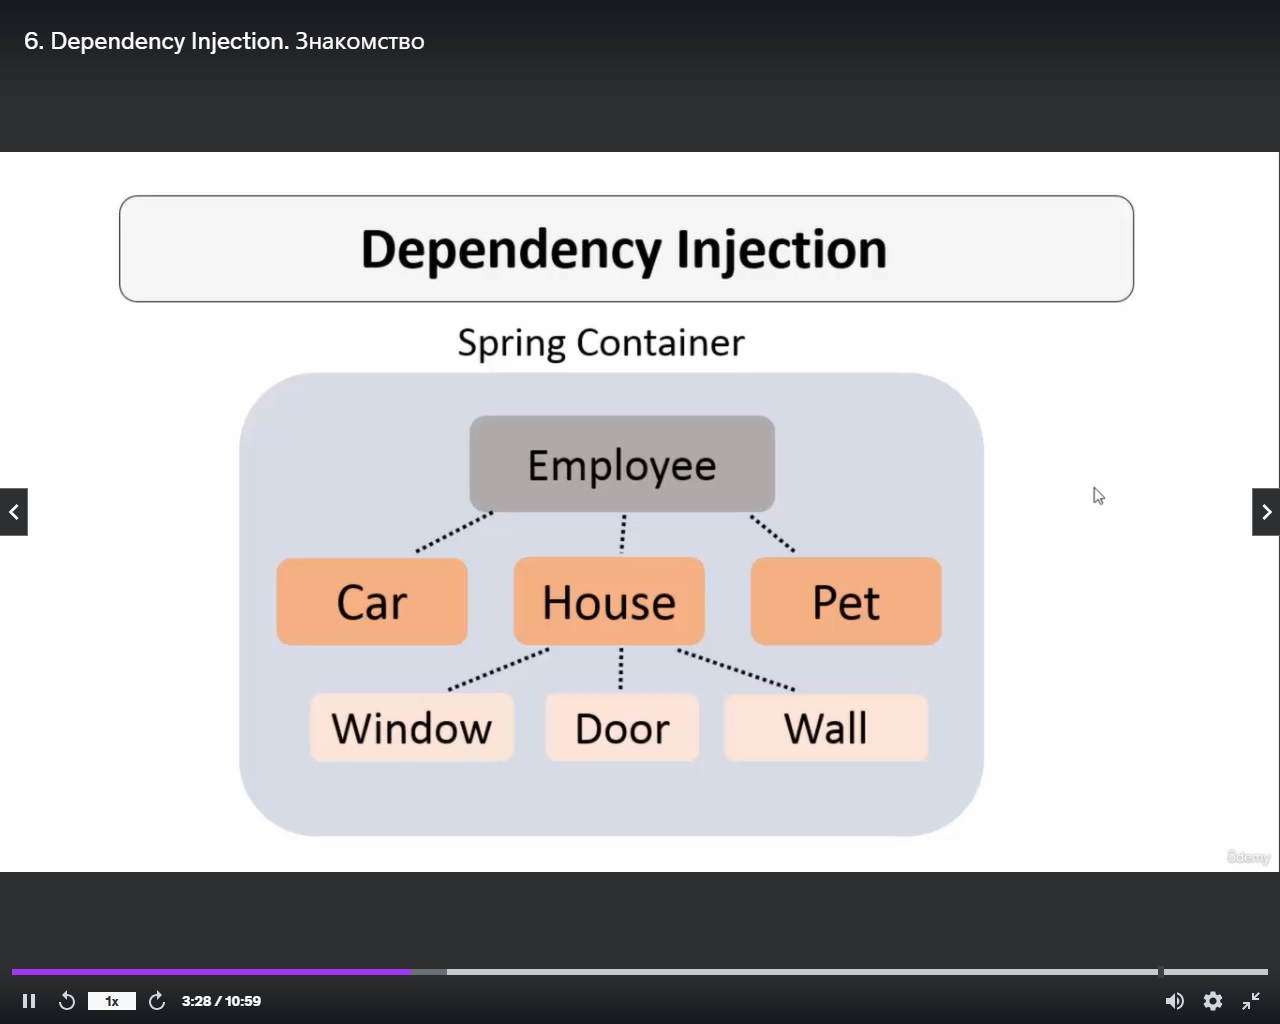 6. Dependency Injection. Знакомство
Dependency Injection
Spring Container
Employee
Car House Pet
Window Door Wall
ûdemy
1x 3:28 / 10:59